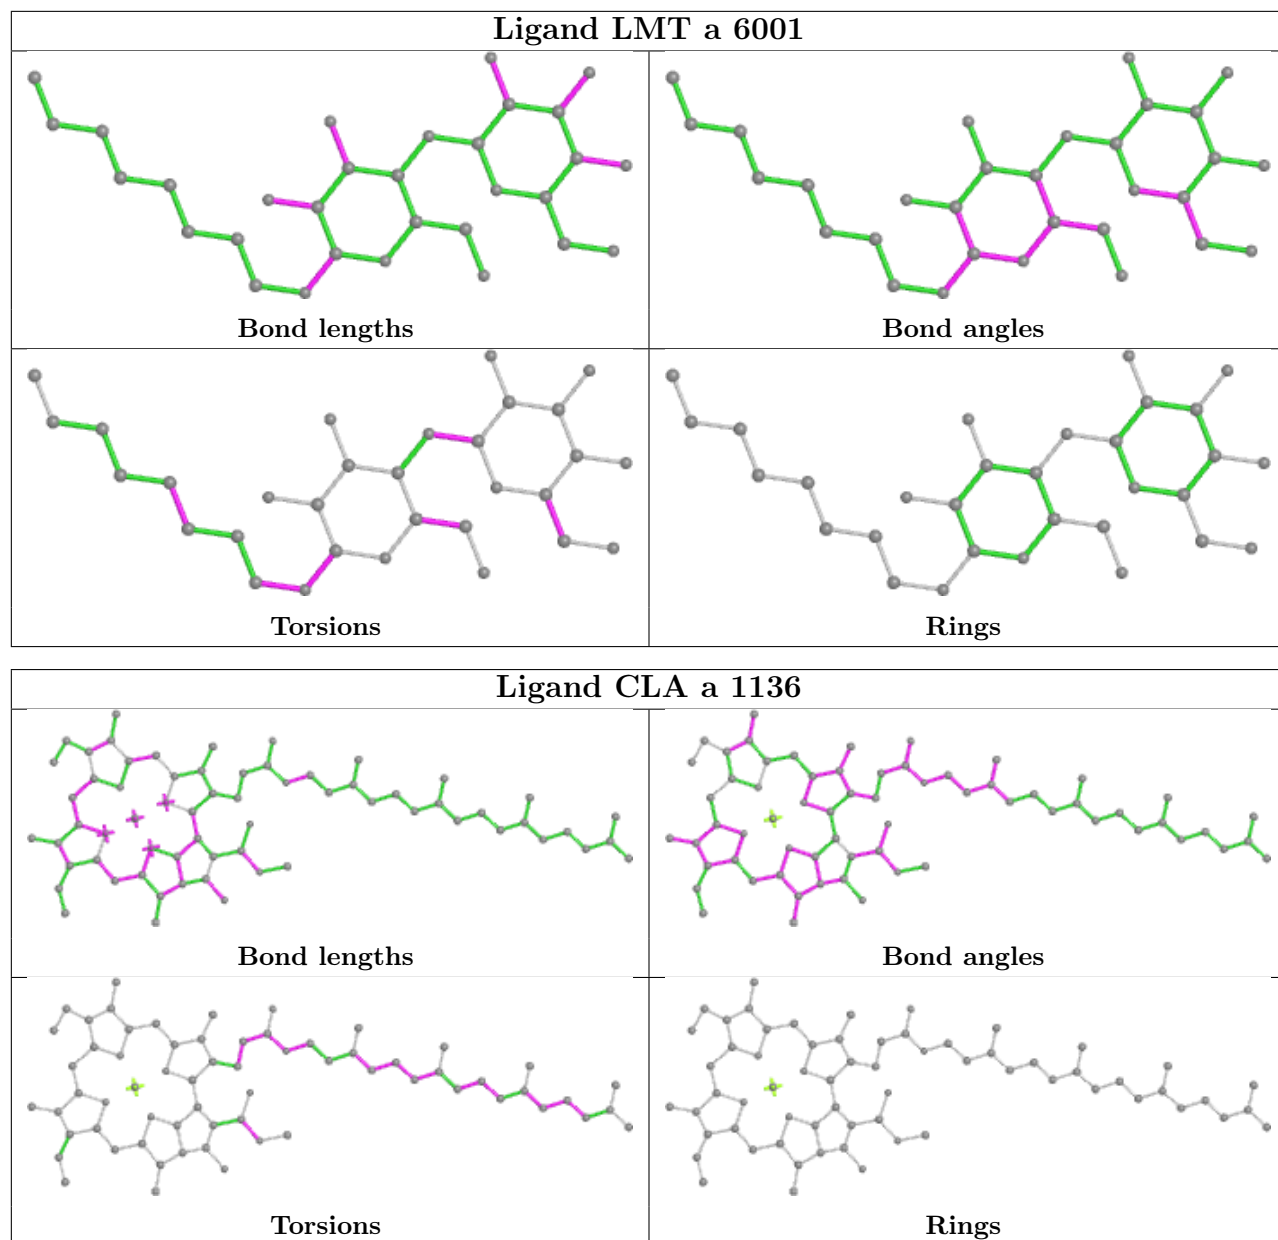 Ligand LMT a 6001
Bond lengths
Bond angles
Torsions
Rings
Ligand CLA a 1136
Bond lengths
Bond angles
Torsions
Rings